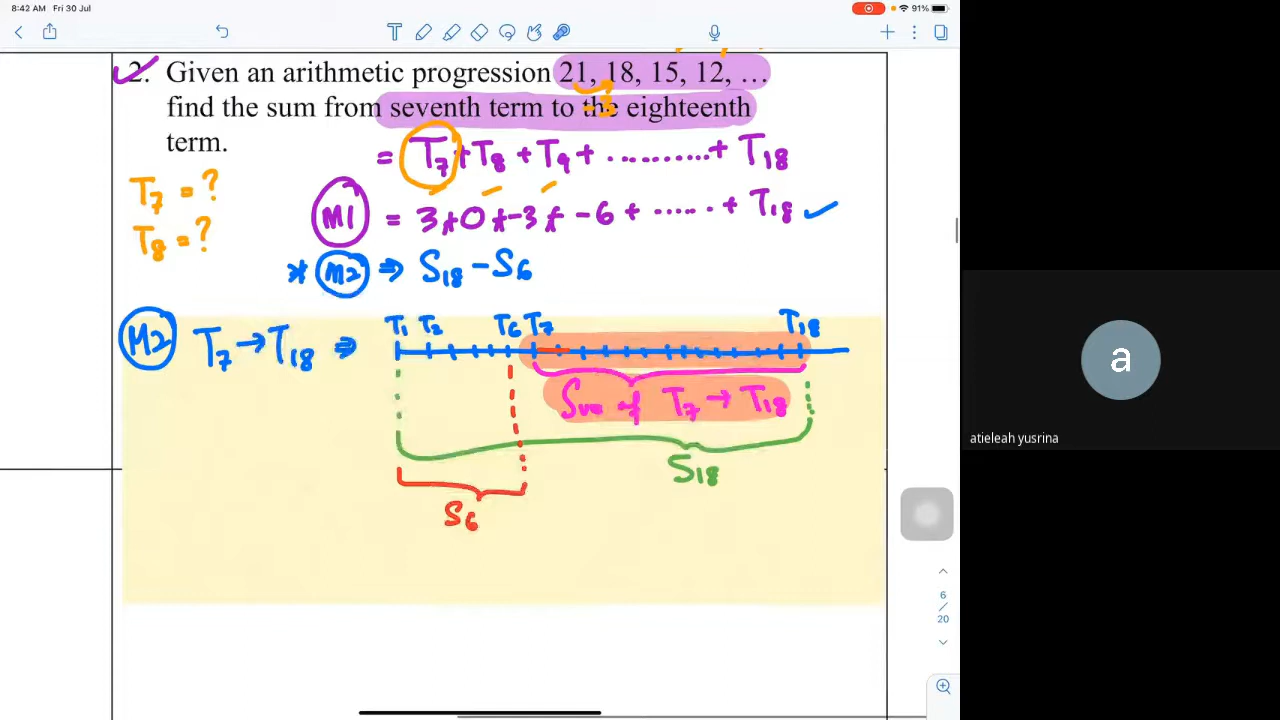 8:42 AM Fri 30 Jul
91%
2. Given an arithmetic progression 21, 18, 15, 12, …
-3
find the sum from seventh term to the eighteenth
term.
= T7 + T8 + T9 + .......... + T18
T7 = ?
T8 = ?
M1 = 3 + 0 + -3 + -6 + ...... + T18 ✓
* M2 ⇒ S18 - S6
M2 T7 → T18 ⇒
T1 T2 T6 T7 T18
Sum of T7 → T18
S18
S6
a
atieleah yusrina
6
/
20